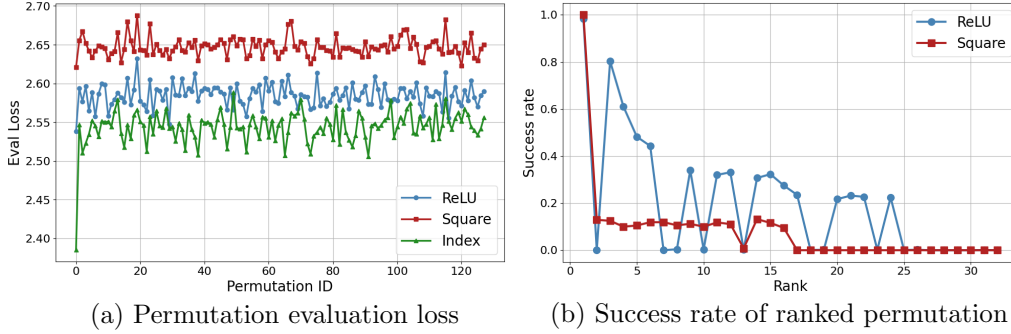 2.70
2.65
2.60
2.55
2.50
2.45
2.40
Eval Loss
0 20 40 60 80 100 120
Permutation ID
ReLU
Square
Index
(a) Permutation evaluation loss
1.0
0.8
0.6
0.4
0.2
0.0
Success rate
0 5 10 15 20 25 30
Rank
ReLU
Square
(b) Success rate of ranked permutation